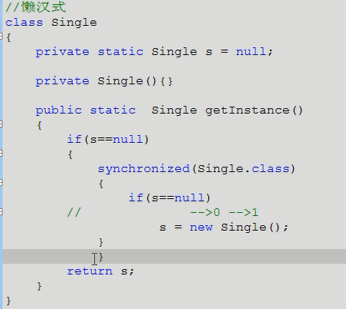 //懒汉式
class Single
{
private static Single s = null;
private Single(){}
public static  Single getInstance()
{
if(s==null)
{
synchronized(Single.class)
{
if(s==null)
//              -->0 -->1
s = new Single();
}
}
return s;
}
}